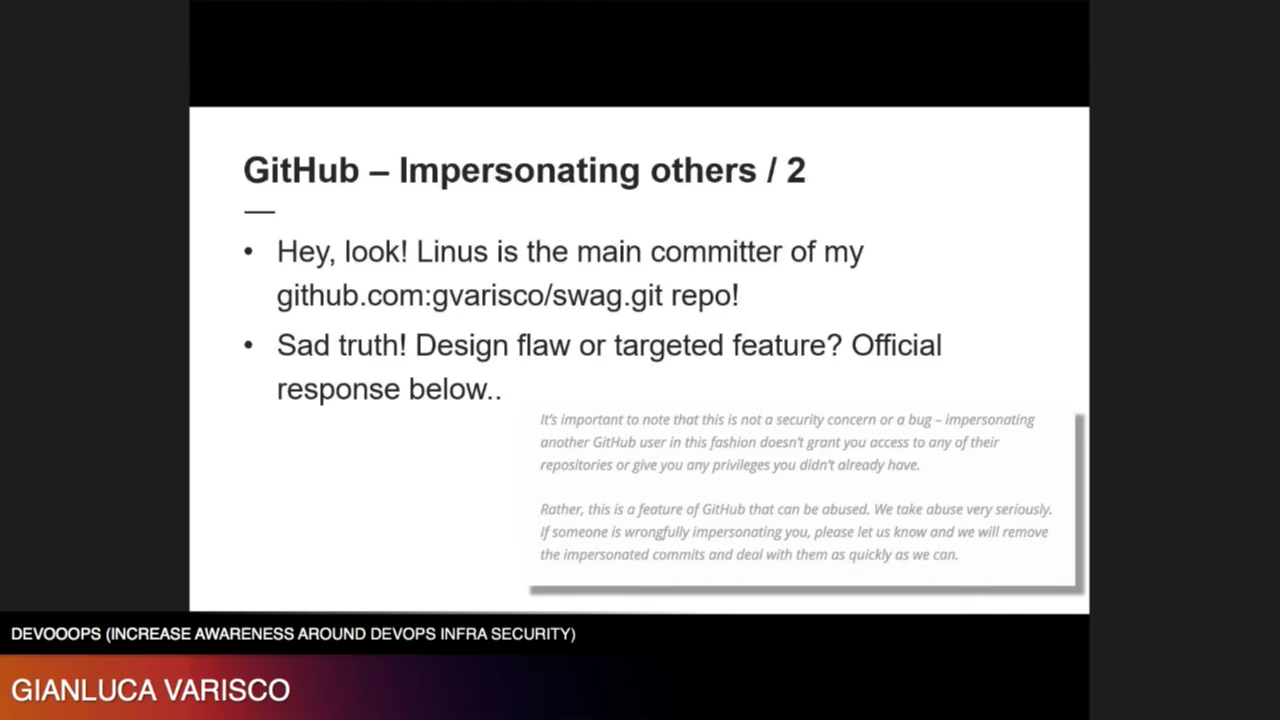 GitHub – Impersonating others / 2
• Hey, look! Linus is the main committer of my
github.com:gvarisco/swag.git repo!
• Sad truth! Design flaw or targeted feature? Official
response below..
It's important to note that this is not a security concern or a bug – impersonating
another GitHub user in this fashion doesn't grant you access to any of their
repositories or give you any privileges you didn't already have.
Rather, this is a feature of GitHub that can be abused. We take abuse very seriously.
If someone is wrongfully impersonating you, please let us know and we will remove
the impersonated commits and deal with them as quickly as we can.
DEVOOOPS (INCREASE AWARENESS AROUND DEVOPS INFRA SECURITY)
GIANLUCA VARISCO